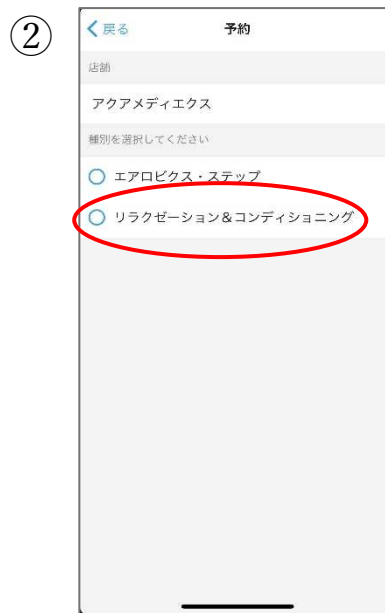 ②
戻る 予約
店舗
アクアメディエクス
種別を選択してください
エアロビクス・ステップ
リラクゼーション＆コンディショニング